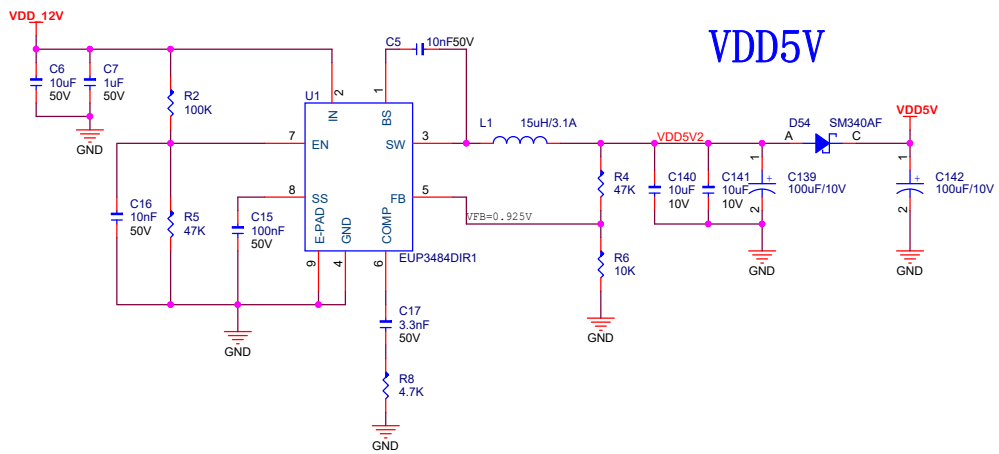 VDD_12V
VDD5V
C5
10nF50V
C6
10uF
50V
C7
1uF
50V
R2
100K
U1
2
1
IN
BS
L1
15uH/3.1A
D54
SM340AF
VDD5V
7
EN
SW
3
VDD5V2
A
C
GND
8
SS
FB
5
VFB=0.925V
C16
10nF
50V
R5
47K
C15
100nF
50V
E-PAD
GND
COMP
9
4
6
EUP3484DIR1
R4
47K
C140
10uF
10V
C141
10uF
10V
1
C139
100uF/10V
2
1
C142
100uF/10V
2
R6
10K
GND
GND
C17
3.3nF
50V
GND
GND
R8
4.7K
GND